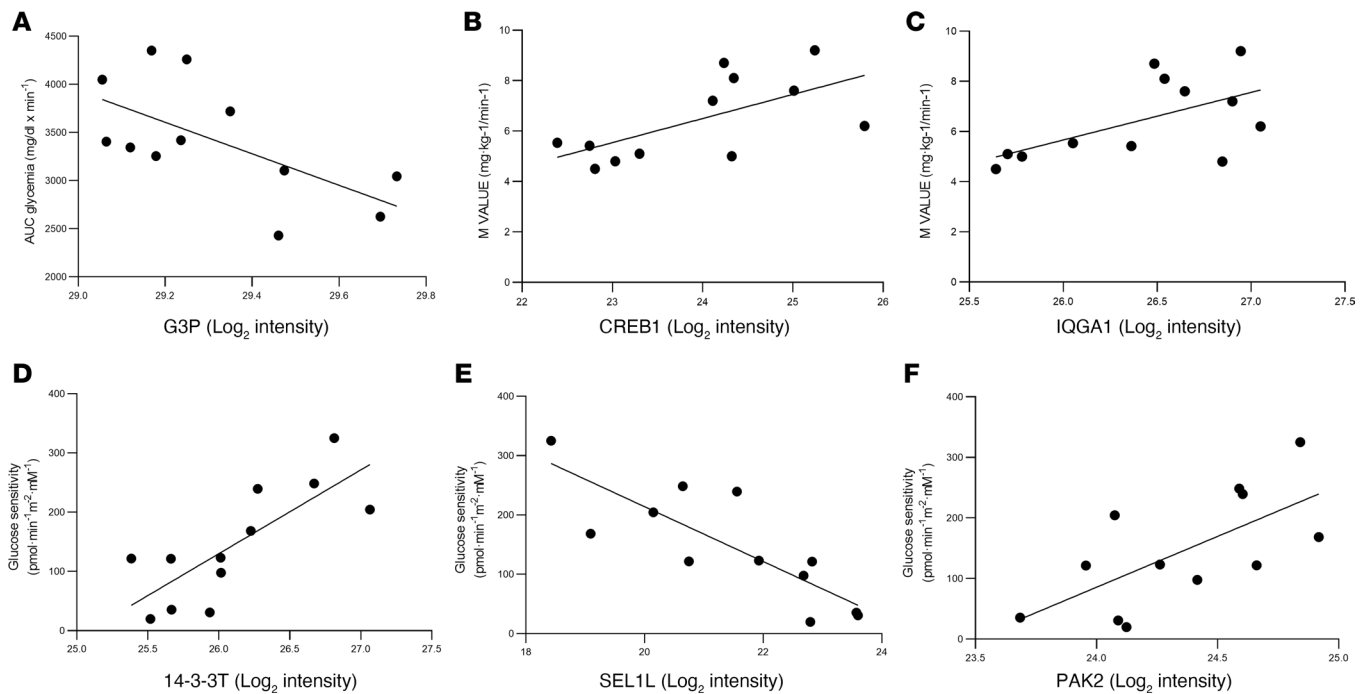 A
AUC glycemia (mg/dl x min⁻¹)
4500
4000
3500
3000
2500
2000
29.0
29.2
29.4
29.6
29.8
G3P (Log₂ intensity)
B
M VALUE (mg·kg-1/min-1)
10
8
6
4
2
0
22
23
24
25
26
CREB1 (Log₂ intensity)
C
M VALUE (mg·kg-1/min-1)
10
8
6
4
2
0
25.5
26.0
26.5
27.0
27.5
IQGA1 (Log₂ intensity)
D
Glucose sensitivity
(pmol·min⁻¹m⁻²·mM⁻¹)
400
300
200
100
0
25.0
25.5
26.0
26.5
27.0
27.5
14-3-3T (Log₂ intensity)
E
Glucose sensitivity
(pmol·min⁻¹m⁻²·mM⁻¹)
400
300
200
100
0
18
20
22
24
SEL1L (Log₂ intensity)
F
Glucose sensitivity
(pmol·min⁻¹m⁻²·mM⁻¹)
400
300
200
100
0
23.5
24.0
24.5
25.0
PAK2 (Log₂ intensity)